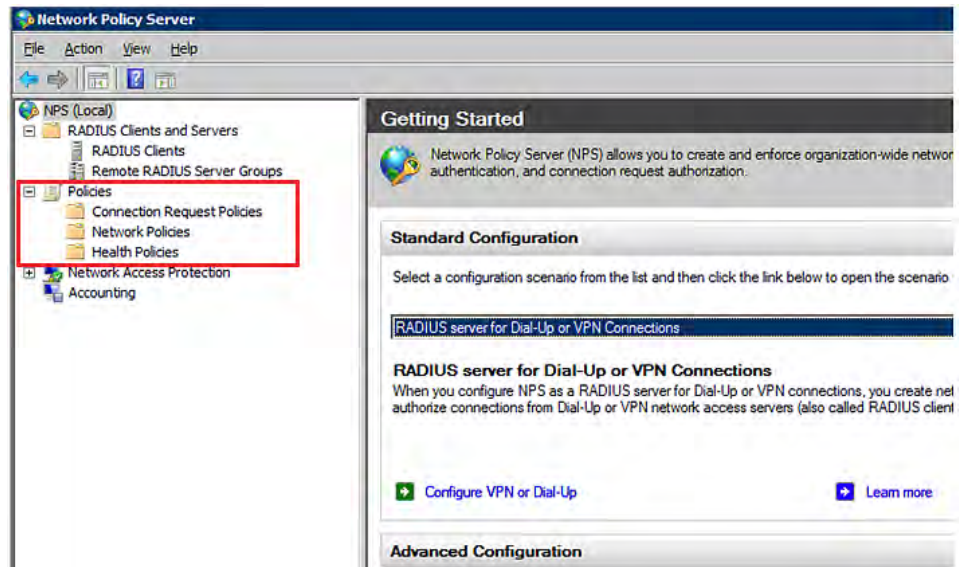 Network Policy Server
File Action View Help
NPS (Local)
RADIUS Clients and Servers
RADIUS Clients
Remote RADIUS Server Groups
Policies
Connection Request Policies
Network Policies
Health Policies
Network Access Protection
Accounting
Getting Started
Network Policy Server (NPS) allows you to create and enforce organization-wide networ
authentication, and connection request authorization.
Standard Configuration
Select a configuration scenario from the list and then click the link below to open the scenario
RADIUS server for Dial-Up or VPN Connections
RADIUS server for Dial-Up or VPN Connections
When you configure NPS as a RADIUS server for Dial-Up or VPN connections, you create net
authorize connections from Dial-Up or VPN network access servers (also called RADIUS client
Configure VPN or Dial-Up
Learn more
Advanced Configuration